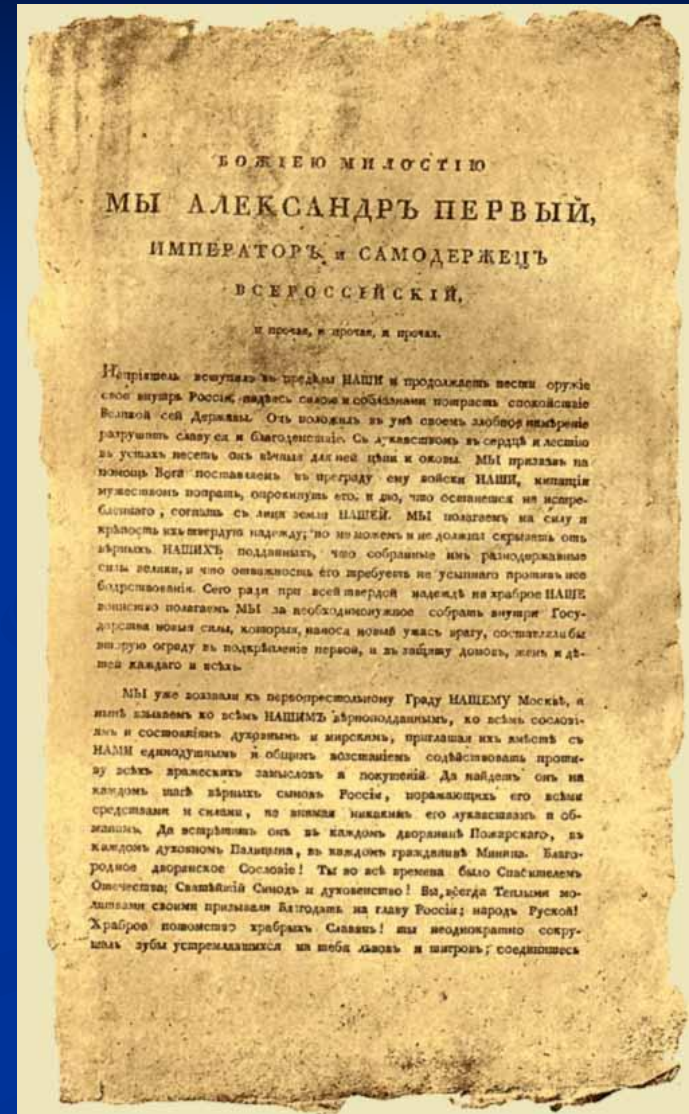 БОЖІЕЮ МИЛОСТІЮ
МЫ АЛЕКСАНДРЪ ПЕРВЫЙ,
ИМПЕРАТОРЪ и САМОДЕРЖЕЦЪ
ВСЕРОССІЙСКІЙ,
и прочая, и прочая, и прочая.
Непріятель вступилъ въ предѣлы НАШИ и продолжаетъ нести оружіе
свое внутрь Россіи, надѣясь силою и соблазнами потрясть спокойствіе
Великой сей Державы. Онъ положилъ въ умѣ своемъ злобное намѣреніе
разрушить славу ея и благоденствіе. Съ лукавствомъ въ сердцѣ и лестію
въ устахъ несетъ онъ вѣчныя для ней цѣпи и оковы. МЫ призвавъ на
помощь Бога поставляемъ въ преграду ему войски НАШИ, кипящія
мужествомъ попрать, опрокинуть его, и то, что останется не истре-
бленнаго, согнать съ лица земли НАШЕЙ. МЫ полагаемъ на силу и
крѣпость ихъ твердую надежду; но не можемъ и не должны скрывать отъ
вѣрныхъ НАШИХЪ подданныхъ, что собранныя имъ разнодержавныя
силы велики, и что отважность его требуетъ не усыпнаго противъ нее
бодрствованія. Сего ради при всей твердой надеждѣ на храброе НАШЕ
воинство полагаемъ МЫ за необходимонужное собрать внутри Госу-
дарства новыя силы, которыя, нанося новый ужасъ врагу, составляли бы
вторую ограду въ подкрѣпленіе первой, и въ защиту домовъ, женъ и дѣ-
тей каждаго и всѣхъ.
МЫ уже воззвали къ первопрестольному Граду НАШЕМУ Москвѣ, а
нынѣ взываемъ ко всѣмъ НАШИМЪ вѣрноподданнымъ, ко всѣмъ сослові-
ямъ и состояніямъ духовнымъ и мирскимъ, приглашая ихъ вмѣстѣ съ
НАМИ единодушнымъ и общимъ возстаніемъ содѣйствовать проти-
ву всѣхъ вражескихъ замысловъ и покушеній. Да найдетъ онъ на
каждомъ шагѣ вѣрныхъ сыновъ Россіи, поражающихъ его всѣми
средствами и силами, не внимая никакимъ его лукавствамъ и об-
манамъ. Да встрѣтитъ онъ въ каждомъ дворянинѣ Пожарскаго, въ
каждомъ духовномъ Палицына, въ каждомъ гражданинѣ Минина. Благо-
родное дворянское Сословіе! Ты во всѣ времена было Спасителемъ
Отечества; Святѣйшій Синодъ и духовенство! Вы всегда Теплыми мо-
литвами своими призывали Благодать на главу Россіи; народъ Руской!
Храброе потомство храбрыхъ Славянъ! ты неоднократно сокру-
шалъ зубы устремлявшихся на тебя львовъ и тигровъ; соединитесь